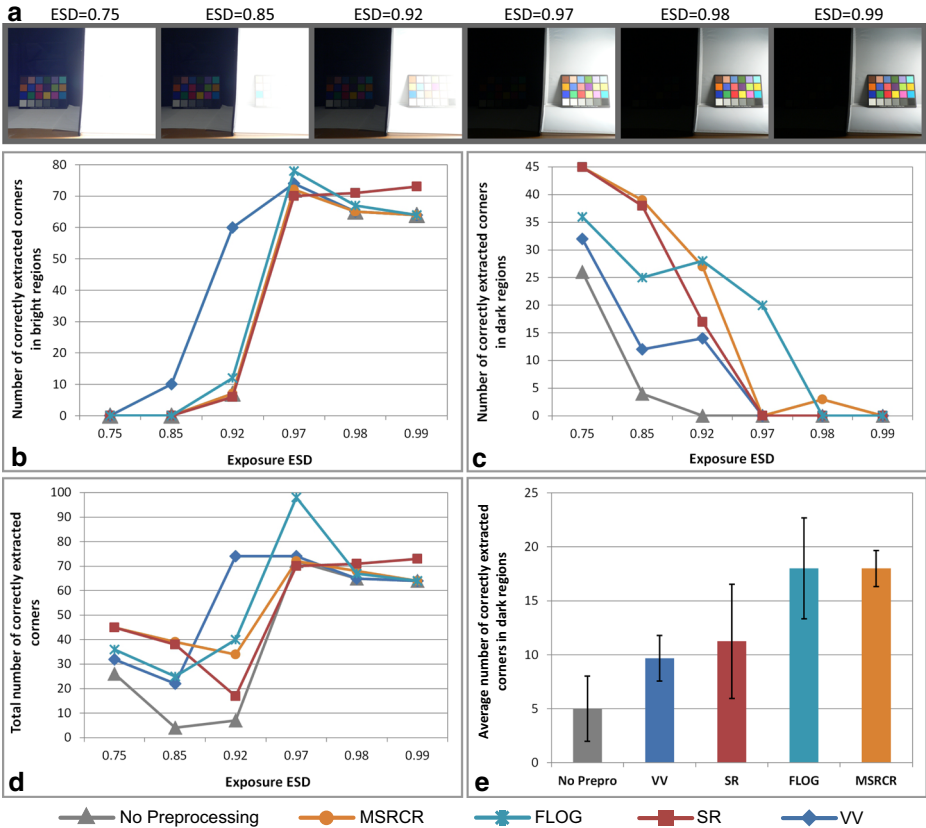 a
ESD=0.75 ESD=0.85 ESD=0.92 ESD=0.97 ESD=0.98 ESD=0.99
Number of correctly extracted corners
in bright regions
80
70
60
50
40
30
20
10
0
0.75 0.85 0.92 0.97 0.98 0.99
Exposure ESD
b
Number of correctly extracted corners
in dark regions
45
40
35
30
25
20
15
10
5
0
0.75 0.85 0.92 0.97 0.98 0.99
Exposure ESD
c
Total number of correctly extracted
corners
100
90
80
70
60
50
40
30
20
10
0
0.75 0.85 0.92 0.97 0.98 0.99
Exposure ESD
d
Average number of correctly extracted
corners in dark regions
25
20
15
10
5
0
No Prepro VV SR FLOG MSRCR
e
No Preprocessing MSRCR FLOG SR VV